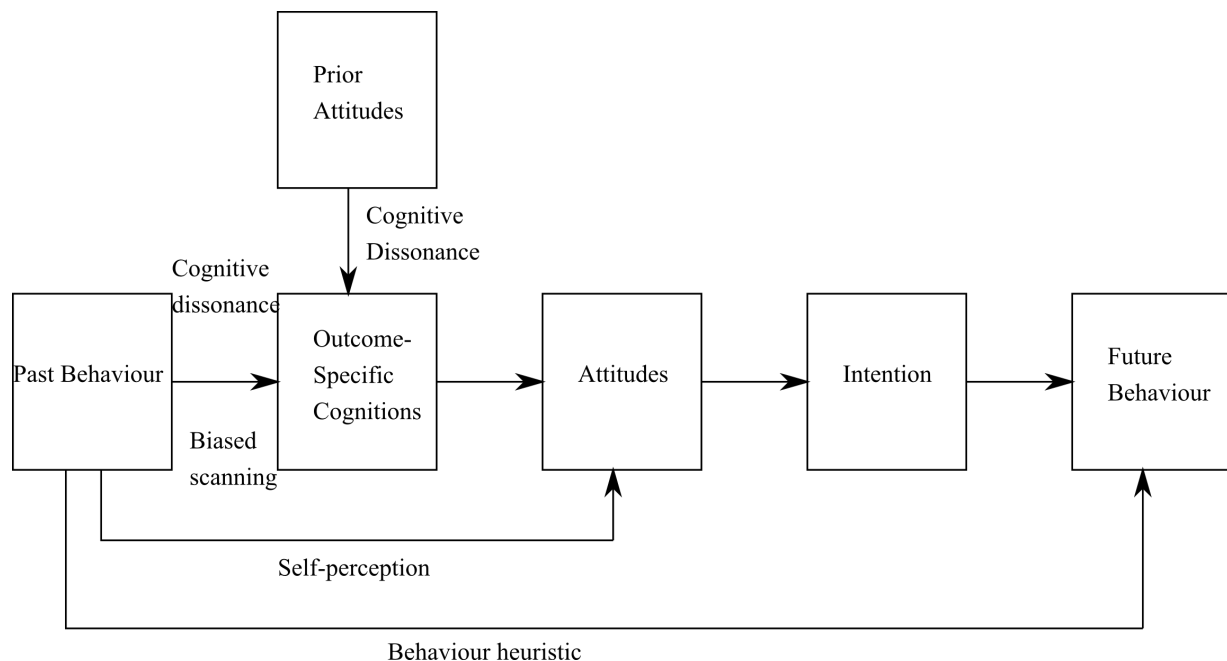 Prior
Attitudes
Cognitive
Dissonance
Cognitive
dissonance
Past Behaviour
Biased
scanning
Outcome-
Specific
Cognitions
Attitudes
Intention
Future
Behaviour
Self-perception
Behaviour heuristic